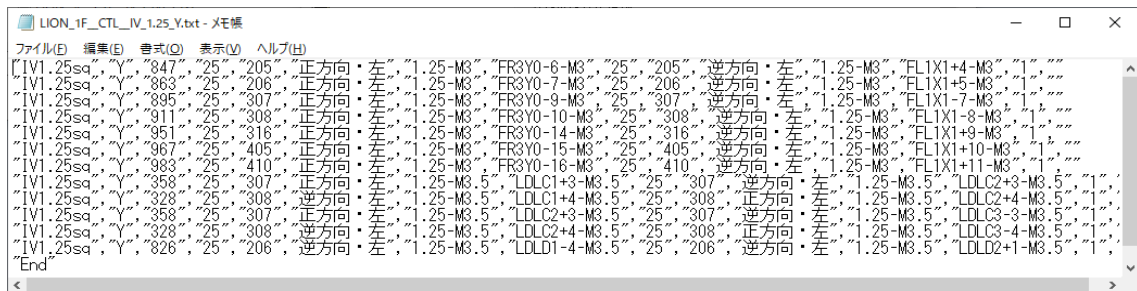 LION_1F__CTL_IV_1.25_Y.txt - メモ帳
ファイル(F) 編集(E) 書式(O) 表示(V) ヘルプ(H)
"IV1.25sq","Y","847","25","205","正方向・左","1.25-M3","FR3Y0-6-M3","25","205","逆方向・左","1.25-M3","FL1X1+4-M3","1",""
"IV1.25sq","Y","863","25","206","正方向・左","1.25-M3","FR3Y0-7-M3","25","206","逆方向・左","1.25-M3","FL1X1+5-M3","1",""
"IV1.25sq","Y","895","25","307","正方向・左","1.25-M3","FR3Y0-9-M3","25","307","逆方向・左","1.25-M3","FL1X1-7-M3","1",""
"IV1.25sq","Y","911","25","308","正方向・左","1.25-M3","FR3Y0-10-M3","25","308","逆方向・左","1.25-M3","FL1X1-8-M3","1",""
"IV1.25sq","Y","951","25","316","正方向・左","1.25-M3","FR3Y0-14-M3","25","316","逆方向・左","1.25-M3","FL1X1+9-M3","1",""
"IV1.25sq","Y","967","25","405","正方向・左","1.25-M3","FR3Y0-15-M3","25","405","逆方向・左","1.25-M3","FL1X1+10-M3","1",""
"IV1.25sq","Y","983","25","410","正方向・左","1.25-M3","FR3Y0-16-M3","25","410","逆方向・左","1.25-M3","FL1X1+11-M3","1",""
"IV1.25sq","Y","358","25","307","正方向・左","1.25-M3.5","LDLC1+3-M3.5","25","307","逆方向・左","1.25-M3.5","LDLC2+3-M3.5","1",
"IV1.25sq","Y","328","25","308","逆方向・左","1.25-M3.5","LDLC1+4-M3.5","25","308","正方向・左","1.25-M3.5","LDLC2+4-M3.5","1",
"IV1.25sq","Y","358","25","307","正方向・左","1.25-M3.5","LDLC2+3-M3.5","25","307","逆方向・左","1.25-M3.5","LDLC3-3-M3.5","1",
"IV1.25sq","Y","328","25","308","逆方向・左","1.25-M3.5","LDLC2+4-M3.5","25","308","正方向・左","1.25-M3.5","LDLC3-4-M3.5","1",
"IV1.25sq","Y","826","25","206","逆方向・左","1.25-M3.5","LDLD1-4-M3.5","25","206","逆方向・左","1.25-M3.5","LDLD2+1-M3.5","1",
"End"